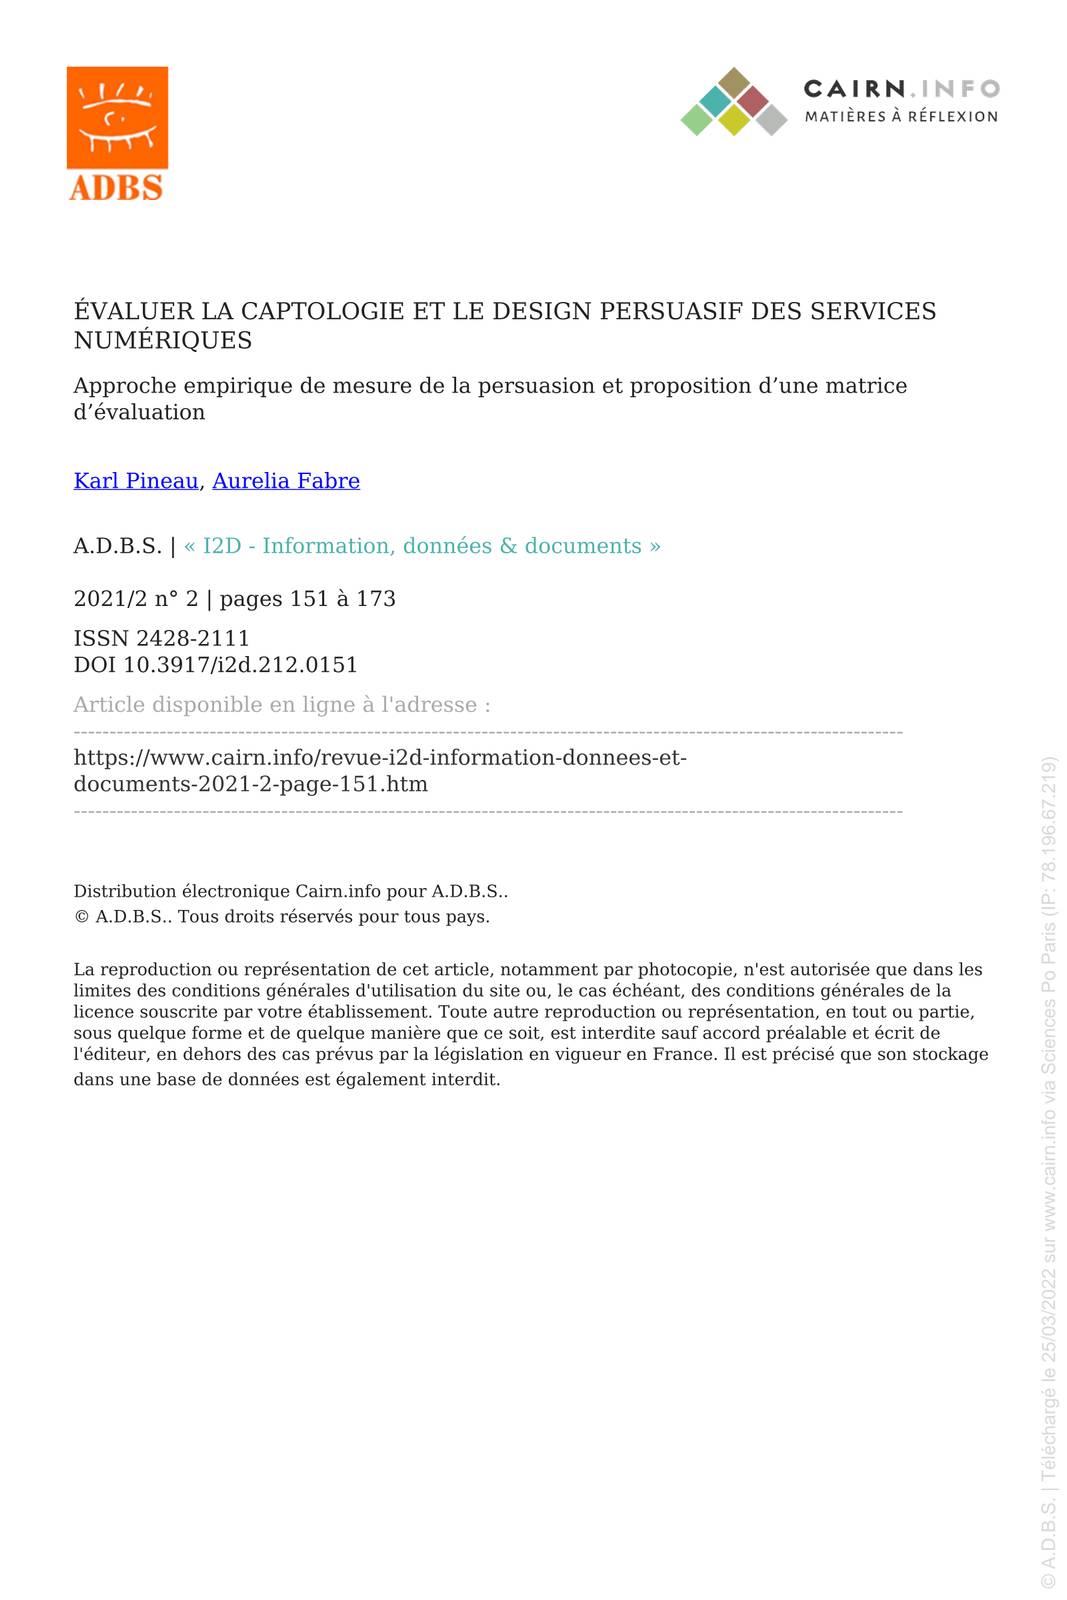 ADBS
CAIRN.INFO
MATIÈRES À RÉFLEXION
ÉVALUER LA CAPTOLOGIE ET LE DESIGN PERSUASIF DES SERVICES
NUMÉRIQUES
Approche empirique de mesure de la persuasion et proposition d’une matrice
d’évaluation
Karl Pineau, Aurelia Fabre
A.D.B.S. | « I2D - Information, données & documents »
2021/2 n° 2 | pages 151 à 173
ISSN 2428-2111
DOI 10.3917/i2d.212.0151
Article disponible en ligne à l'adresse :
--------------------------------------------------------------------------------------------------------------------
https://www.cairn.info/revue-i2d-information-donnees-et-
documents-2021-2-page-151.htm
--------------------------------------------------------------------------------------------------------------------
Distribution électronique Cairn.info pour A.D.B.S..
© A.D.B.S.. Tous droits réservés pour tous pays.
La reproduction ou représentation de cet article, notamment par photocopie, n'est autorisée que dans les
limites des conditions générales d'utilisation du site ou, le cas échéant, des conditions générales de la
licence souscrite par votre établissement. Toute autre reproduction ou représentation, en tout ou partie,
sous quelque forme et de quelque manière que ce soit, est interdite sauf accord préalable et écrit de
l'éditeur, en dehors des cas prévus par la législation en vigueur en France. Il est précisé que son stockage
dans une base de données est également interdit.
© A.D.B.S. | Téléchargé le 25/03/2022 sur www.cairn.info via Sciences Po Paris (IP: 78.196.67.219)